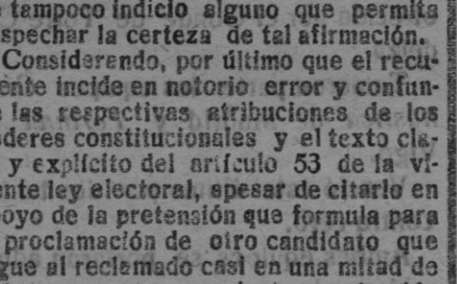 tampoco indicio alguno que permita
spechar la certeza de tal afirmación.
Considerando, por último que el recu-
ente incide en notorio error y confun-
las respectivas atribuciones de los
deres constitucionales y el texto cla-
y explícito del artículo 53 de la vi-
ente ley electoral, apesar de citarlo en
oyo de la pretensión que formula para
proclamación de otro candidato que
gue al reclamado casi en una mitad de